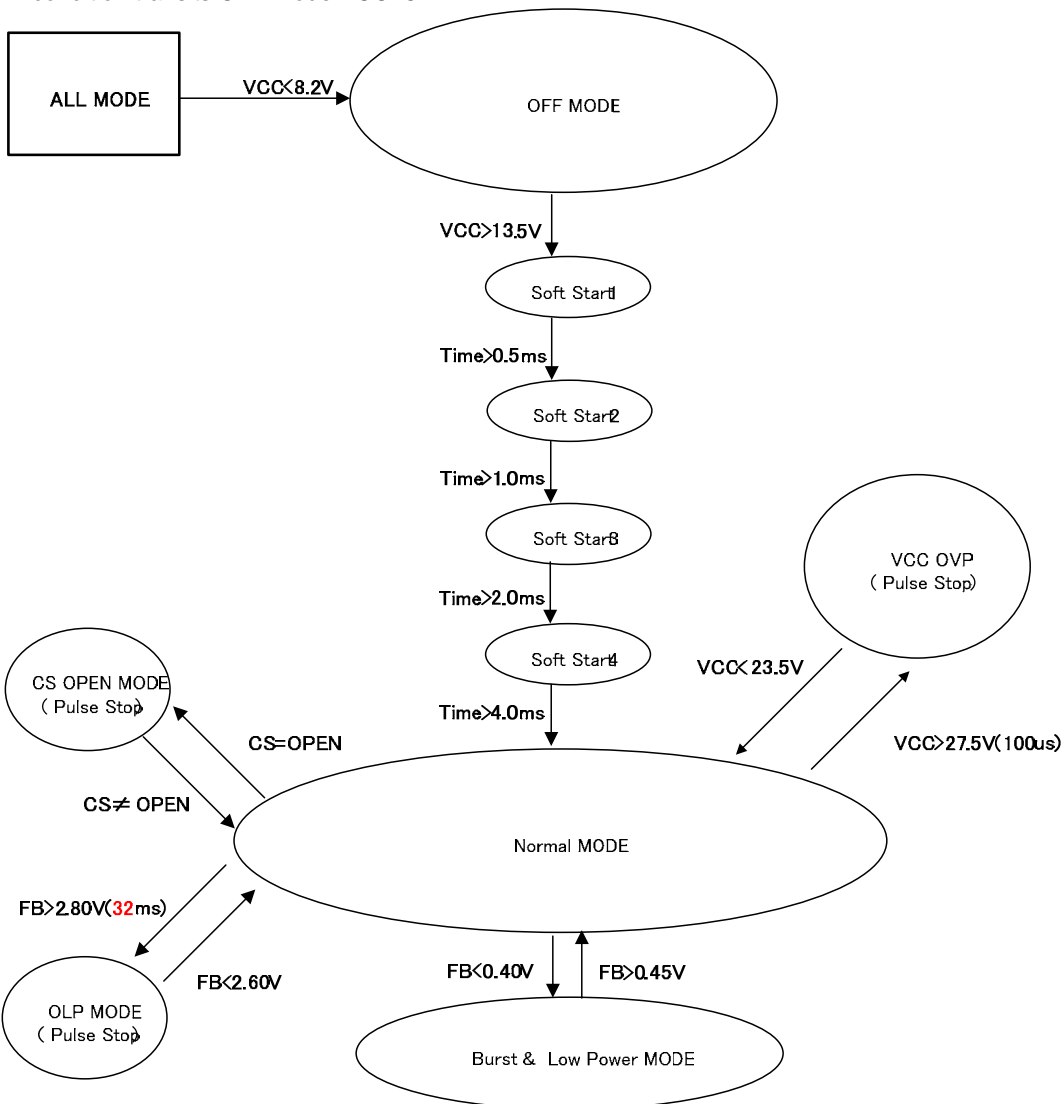 ALL MODE
VCC<8.2V
OFF MODE
VCC>13.5V
Soft Start1
Time>0.5ms
Soft Start2
Time>1.0ms
Soft Start3
Time>2.0ms
Soft Start4
Time>4.0ms
VCC OVP
( Pulse Stop)
VCC<23.5V
VCC>27.5V(100us)
CS OPEN MODE
( Pulse Stop)
CS=OPEN
CS≠ OPEN
Normal MODE
FB>2.80V(32ms)
FB<2.60V
OLP MODE
( Pulse Stop)
FB<0.40V
FB>0.45V
Burst & Low Power MODE